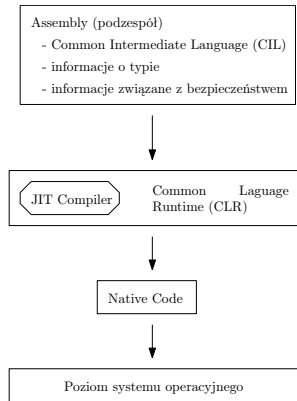 Assembly (podzespół)
- Common Intermediate Language (CIL)
- informacje o typie
- informacje związane z bezpieczeństwem
JIT Compiler
Common Laguage
Runtime (CLR)
Native Code
Poziom systemu operacyjnego